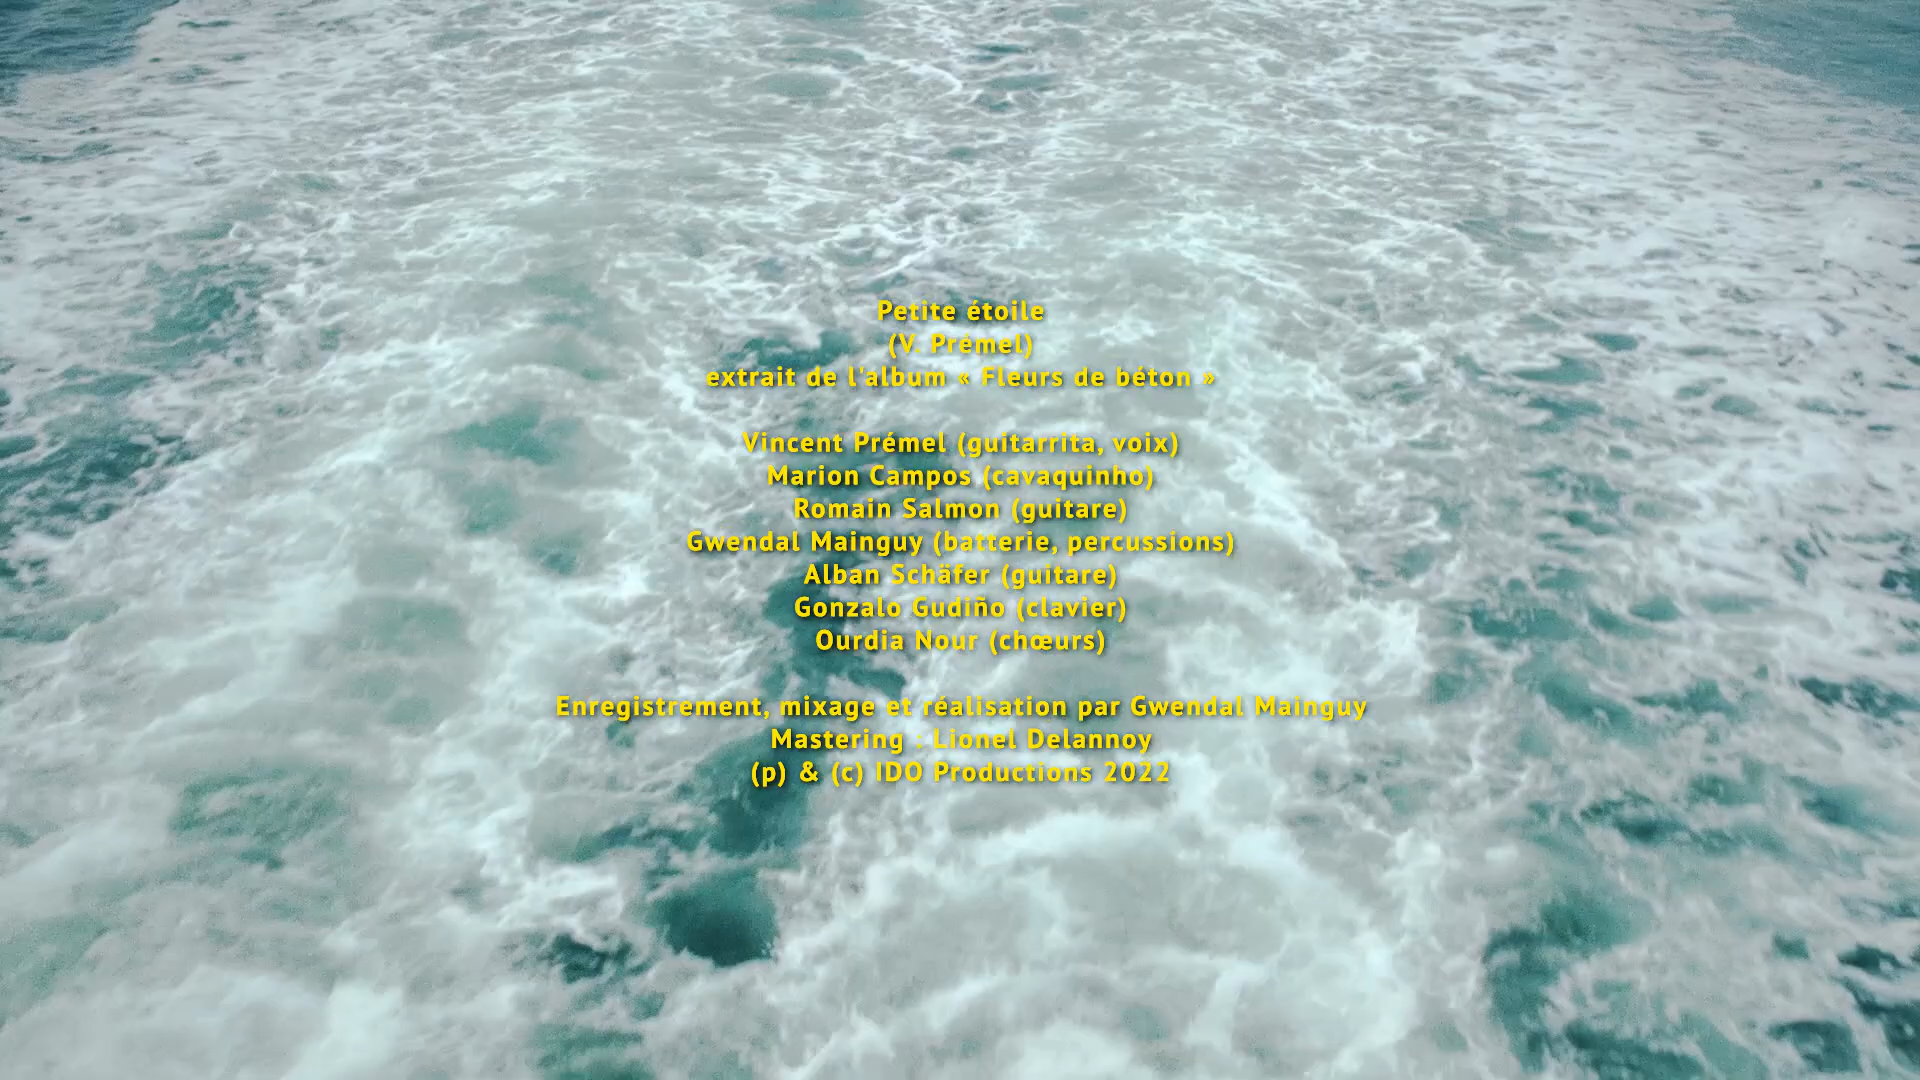 Petite étoile
(V. Prémel)
extrait de l'album « Fleurs de béton »
Vincent Prémel (guitarrita, voix)
Marion Campos (cavaquinho)
Romain Salmon (guitare)
Gwendal Mainguy (batterie, percussions)
Alban Schäfer (guitare)
Gonzalo Gudiño (clavier)
Ourdia Nour (chœurs)
Enregistrement, mixage et réalisation par Gwendal Mainguy
Mastering : Lionel Delannoy
(p) & (c) IDO Productions 2022